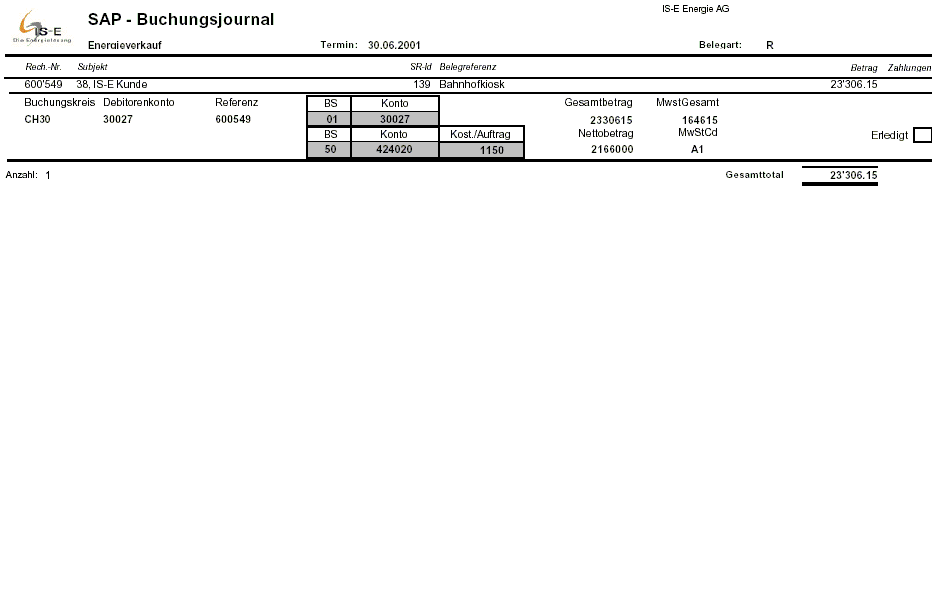 IS-E Energie AG
IS-E
Die Energielösung
SAP - Buchungsjournal
Energieverkauf Termin: 30.06.2001 Belegart: R
Rech.-Nr. Subjekt SR-Id Belegreferenz Betrag Zahlungen
600'549 38, IS-E Kunde 139 Bahnhofkiosk 23'306.15
Buchungskreis Debitorenkonto Referenz BS Konto Gesamtbetrag MwstGesamt
CH30 30027 600549 01 30027 2330615 164615
BS Konto Kost./Auftrag Nettobetrag MwStCd Erledigt
50 424020 1150 2166000 A1
Anzahl: 1 Gesamttotal 23'306.15